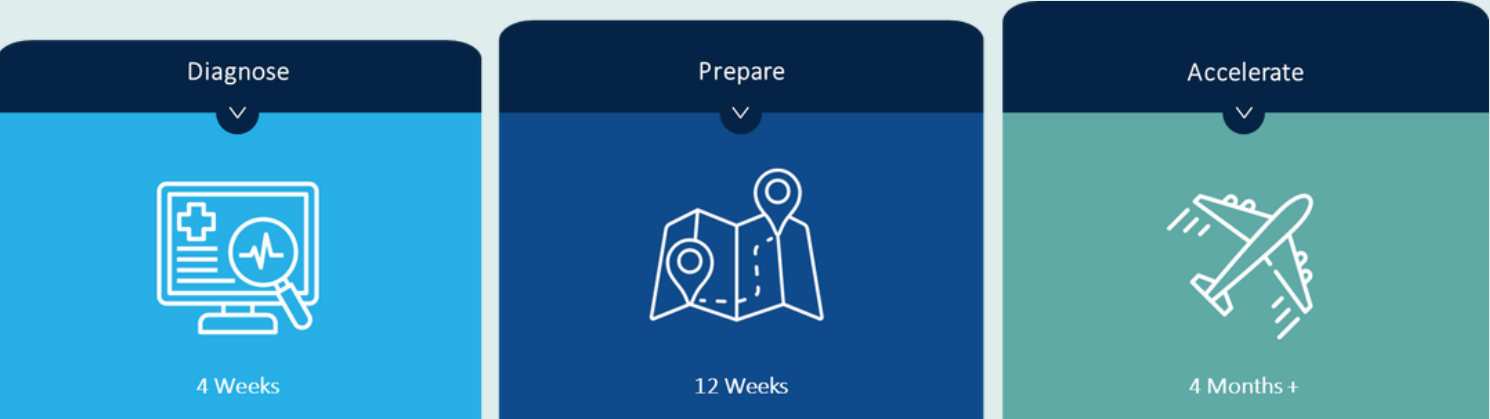 Diagnose
Prepare
Accelerate
4 Weeks
12 Weeks
4 Months +